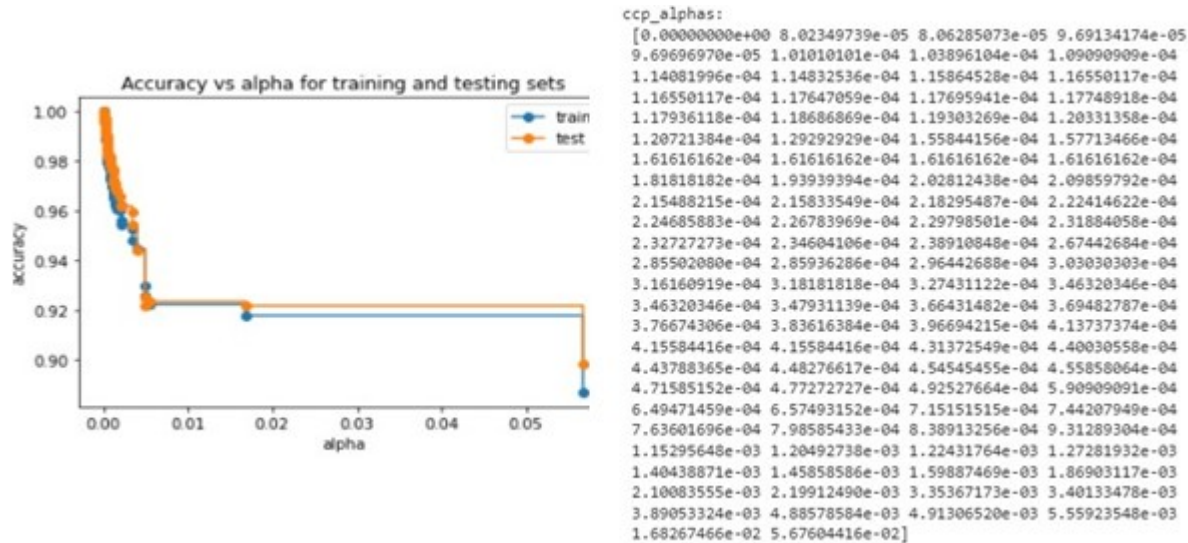 Accuracy vs alpha for training and testing sets
1.00
0.98
0.96
0.94
0.92
0.90
accuracy
train
test
0.00 0.01 0.02 0.03 0.04 0.05
alpha
ccp_alphas:
[0.00000000e+00 8.02349739e-05 8.06285073e-05 9.69134174e-05
9.69696970e-05 1.01010101e-04 1.03896104e-04 1.09090909e-04
1.14081996e-04 1.14832536e-04 1.15864528e-04 1.16550117e-04
1.16550117e-04 1.17647059e-04 1.17695941e-04 1.17748918e-04
1.17936118e-04 1.18686869e-04 1.19303269e-04 1.20331358e-04
1.20721384e-04 1.29292929e-04 1.55844156e-04 1.57713466e-04
1.61616162e-04 1.61616162e-04 1.61616162e-04 1.61616162e-04
1.81818182e-04 1.93939394e-04 2.02812438e-04 2.09859792e-04
2.15488215e-04 2.15833549e-04 2.18295487e-04 2.22414622e-04
2.24685883e-04 2.26783969e-04 2.29798501e-04 2.31884058e-04
2.32727273e-04 2.34604106e-04 2.38910848e-04 2.67442684e-04
2.85502080e-04 2.85936286e-04 2.96442688e-04 3.03030303e-04
3.16160919e-04 3.18181818e-04 3.27431122e-04 3.46320346e-04
3.46320346e-04 3.47931139e-04 3.66431482e-04 3.69482787e-04
3.76674306e-04 3.83616384e-04 3.96694215e-04 4.13737374e-04
4.15584416e-04 4.15584416e-04 4.31372549e-04 4.40030558e-04
4.43788365e-04 4.48276617e-04 4.54545455e-04 4.55858064e-04
4.71585152e-04 4.77272727e-04 4.92527664e-04 5.90909091e-04
6.49471459e-04 6.57493152e-04 7.15151515e-04 7.44207949e-04
7.63601696e-04 7.98585433e-04 8.38913256e-04 9.31289304e-04
1.15295648e-03 1.20492738e-03 1.22431764e-03 1.27281932e-03
1.40438871e-03 1.45858586e-03 1.59887469e-03 1.86903117e-03
2.10083555e-03 2.19912490e-03 3.35367173e-03 3.40133478e-03
3.89053324e-03 4.88578584e-03 4.91306520e-03 5.55923548e-03
1.68267466e-02 5.67604416e-02]